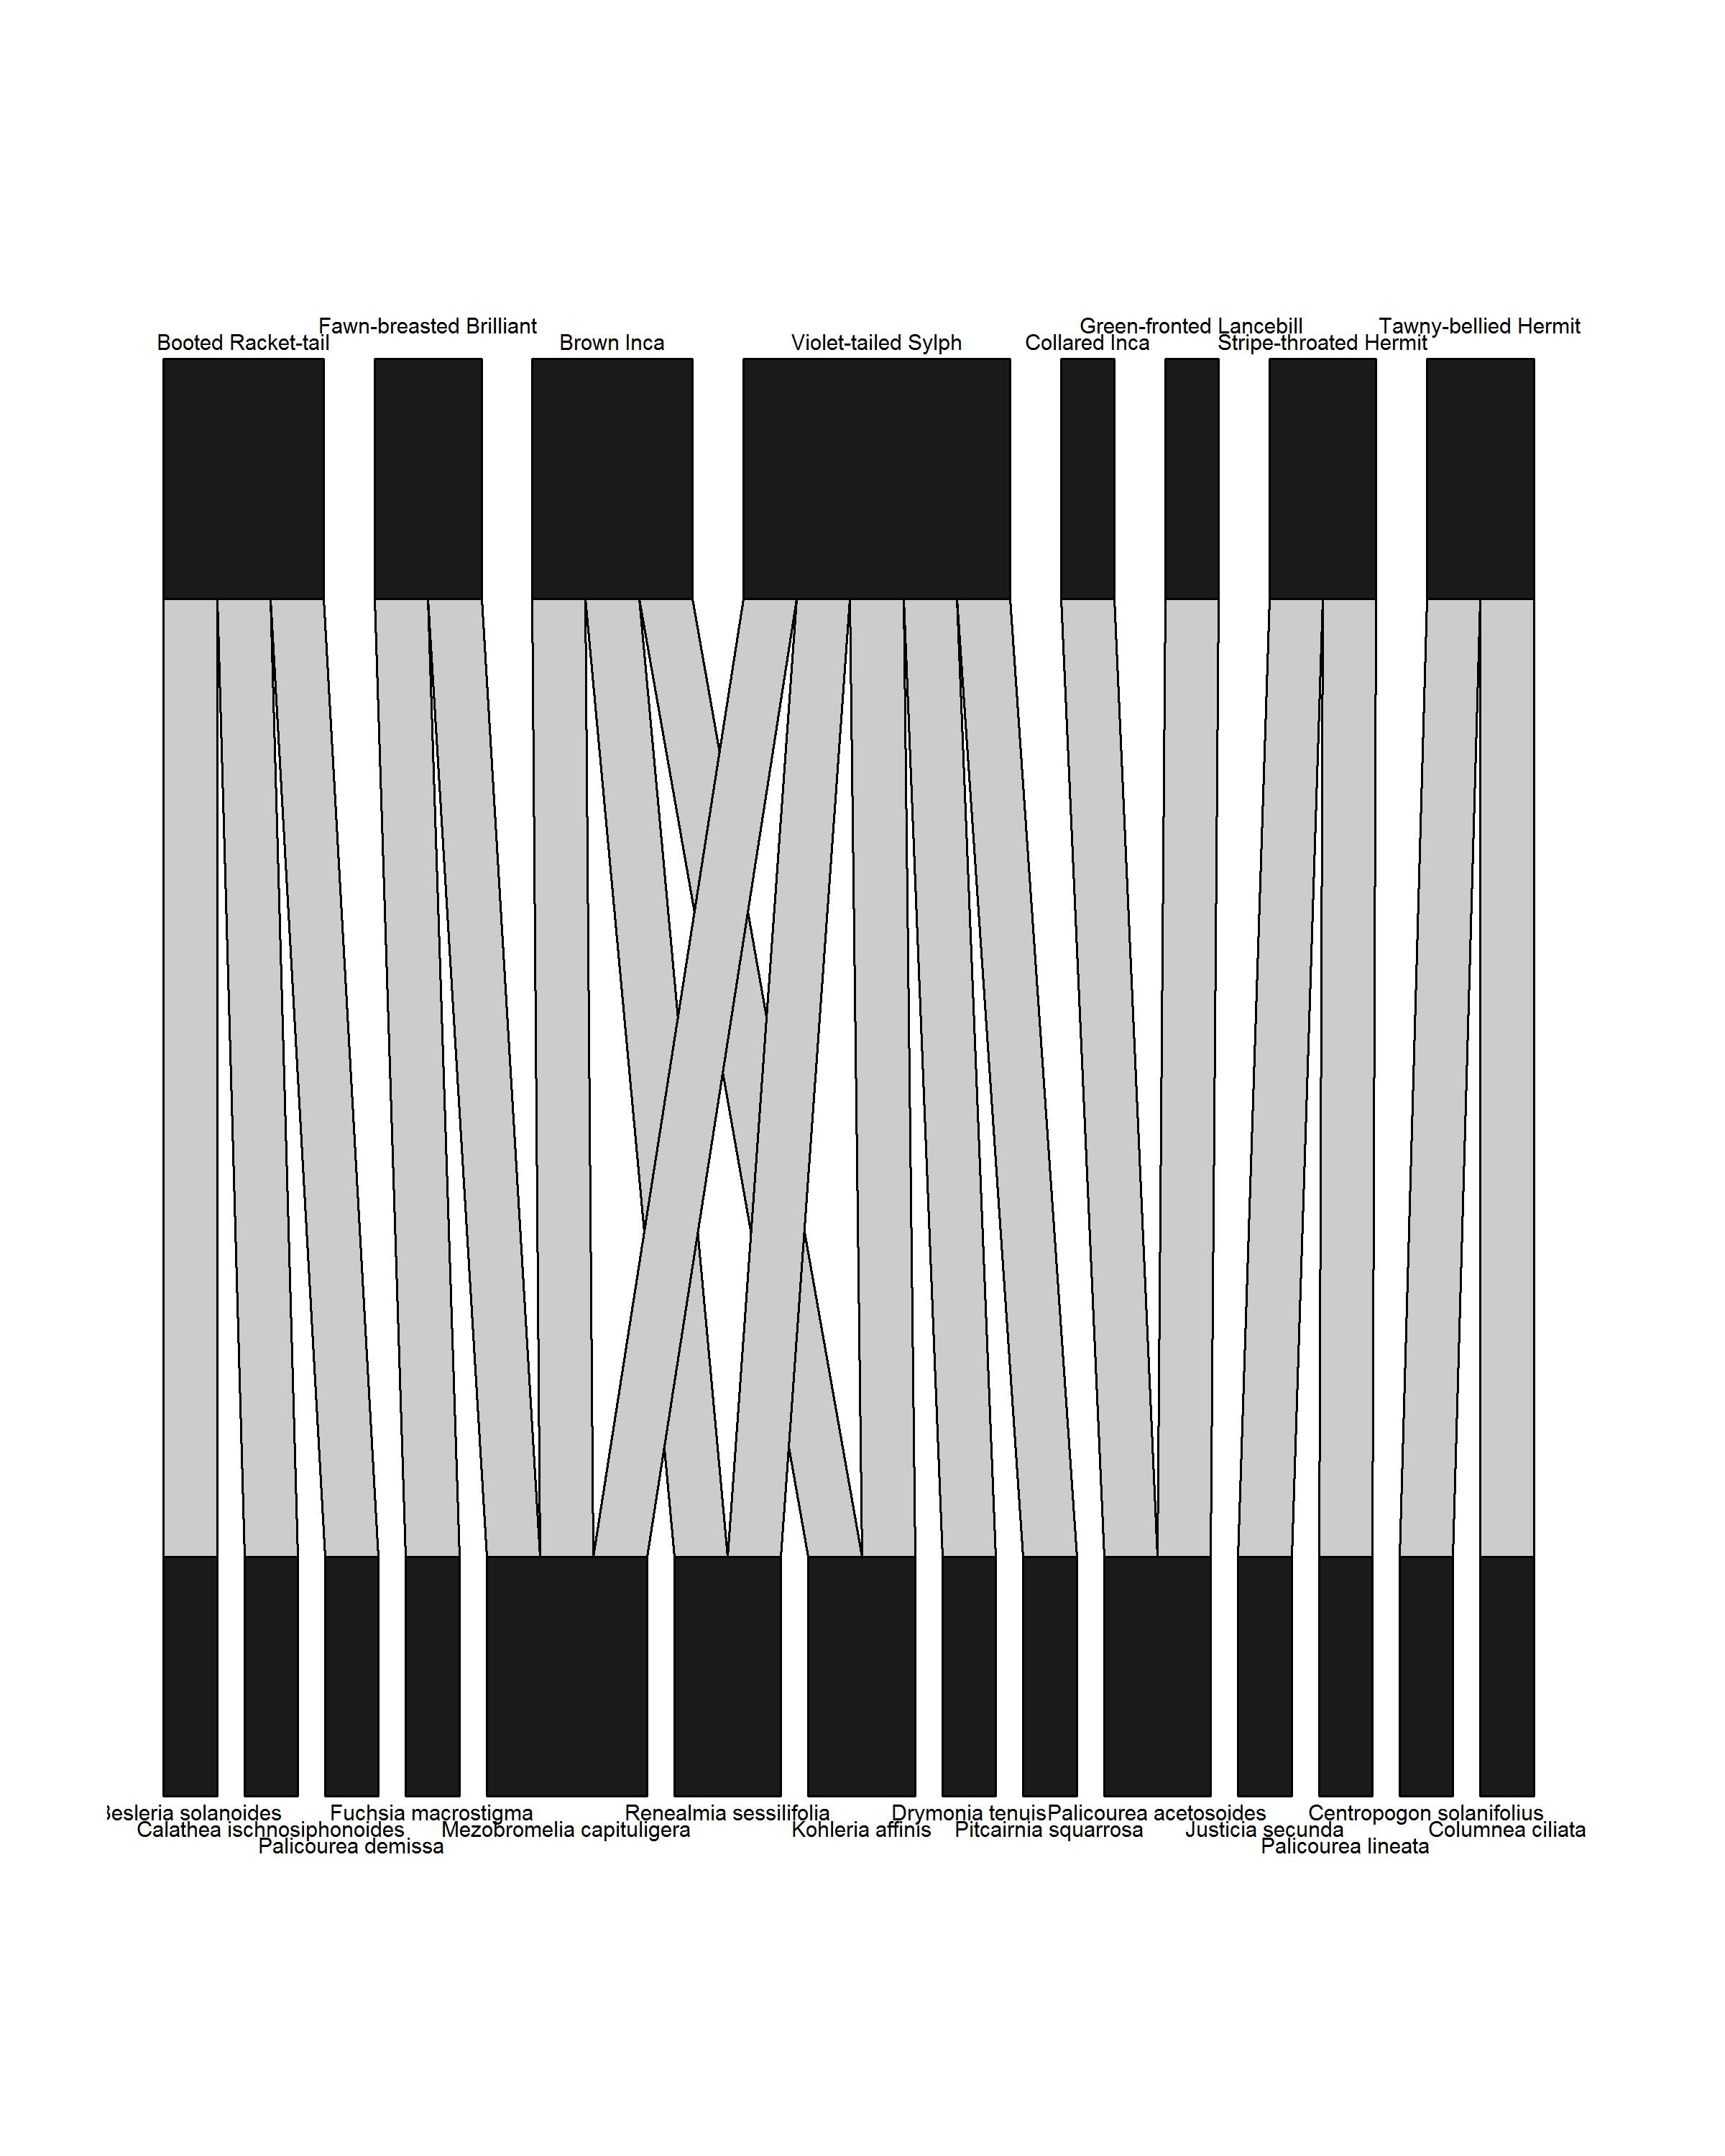 Fawn-breasted Brilliant
Green-fronted Lancebill
Tawny-bellied Hermit
Booted Racket-tail
Brown Inca
Violet-tailed Sylph
Collared Inca
Stripe-throated Hermit
solanoides
Fuchsia macrostigma
Renealmia sessilifolia
Drymonia tenuis
Palicourea acetosoides
Centropogon solanifolius
Calathea ischnosiphonoides
Mezobromelia capituligera
Kohleria affinis
Pitcairnia squarrosa
Justicia secunda
Columnea ciliata
Palicourea demissa
Palicourea lineata